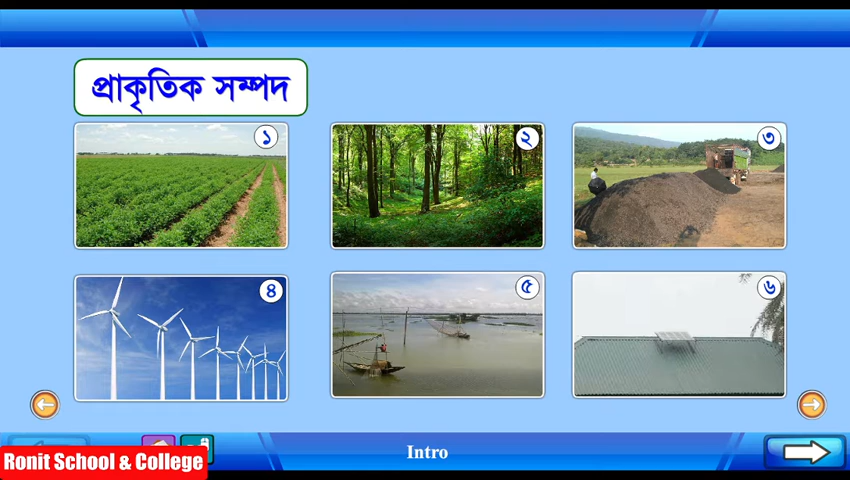 প্রাকৃতিক সম্পদ
১
২
৩
৪
৫
৬
Intro
Ronit School & College